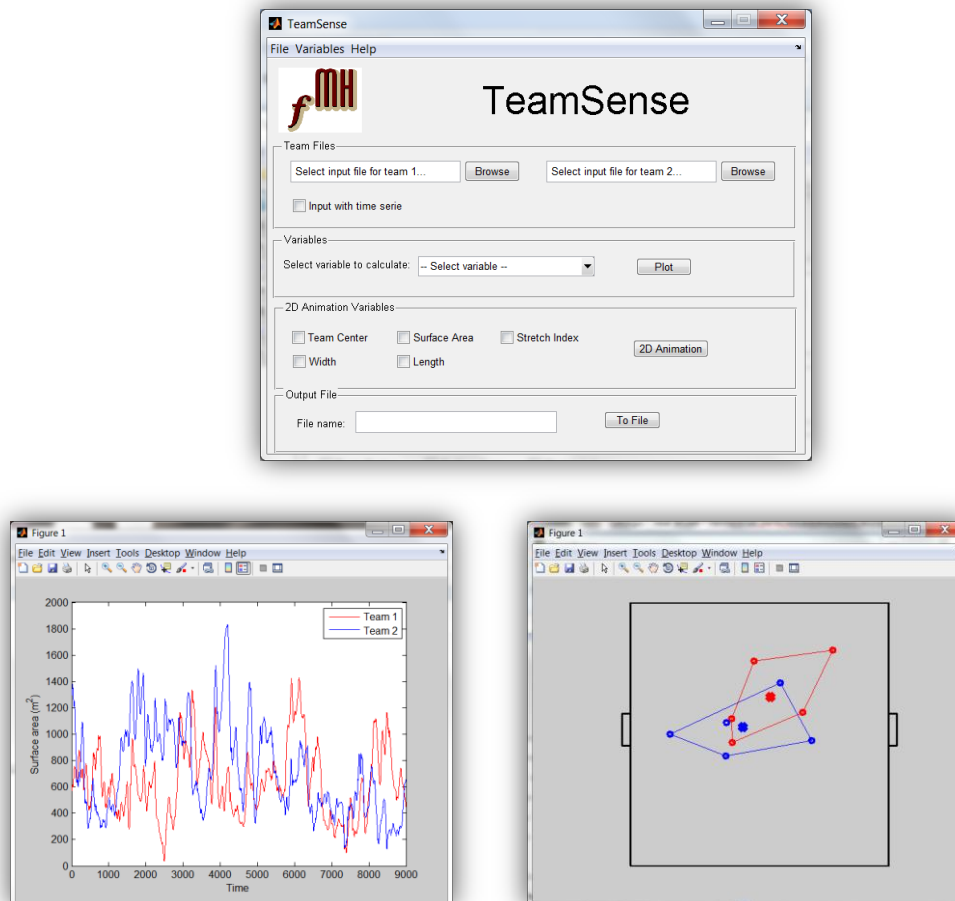 TeamSense
File Variables Help
fMH
TeamSense
Team Files
Select input file for team 1... Browse Select input file for team 2... Browse
Input with time serie
Variables
Select variable to calculate: -- Select variable -- Plot
2D Animation Variables
Team Center Surface Area Stretch Index
2D Animation
Width Length
Output File
File name: To File
Figure 1
File Edit View Insert Tools Desktop Window Help
2000
1800
1600
1400
1200
1000
800
600
400
200
0
Surface area (m²)
Team 1
Team 2
0 1000 2000 3000 4000 5000 6000 7000 8000 9000
Time
Figure 1
File Edit View Insert Tools Desktop Window Help